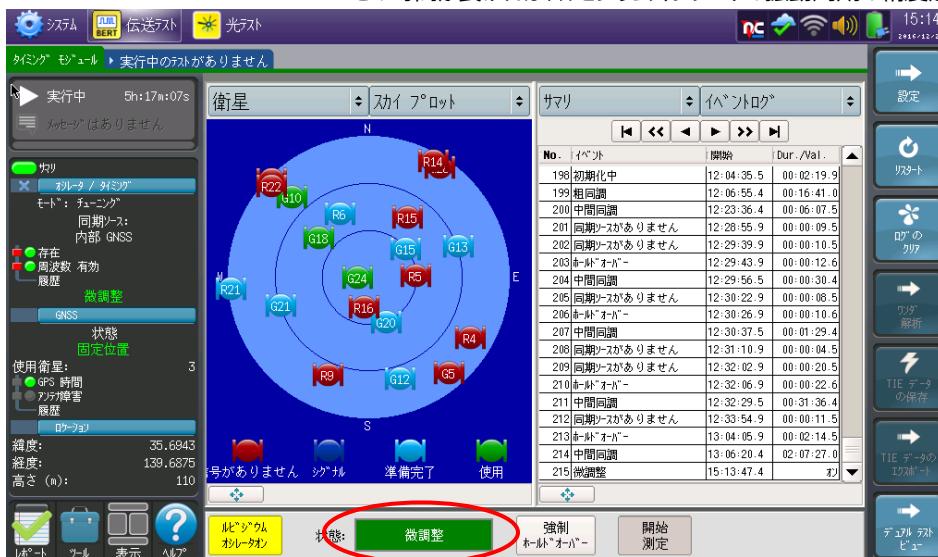 システム
BERT
伝送テスト
光テスト
15:14
タイミング モジュール
実行中のテストがありません
実行中 5h:17m:07s
メッセージはありません
サマリ
オシレータ / タイミング
モード: チューニング
同期ソース:
内部 GNSS
存在
周波数 有効
履歴
微調整
GNSS
状態
固定位置
使用衛星: 3
GPS 時間
アンテナ障害
履歴
ロケーション
緯度: 35.6943
経度: 139.6875
高さ (m): 110
レポート
ツール
表示
ヘルプ
衛星
スカイ プロット
N
R14
R22
G10
R6
R15
G18
G15
G13
E
G24
R5
R21
G21
R16
G20
R4
R9
G12
G5
S
号がありません
シグナル
準備完了
使用
サマリ
イベントログ
No. イベント 開始 Dur./Val.
198 初期化中 12:04:35.5 00:02:19.9
199 粗同調 12:06:55.4 00:16:41.0
200 中間同調 12:23:36.4 00:06:07.5
201 同期ソースがありません 12:28:55.9 00:00:09.5
202 同期ソースがありません 12:29:39.9 00:00:10.5
203 ホールドオーバー 12:29:43.9 00:00:12.6
204 中間同調 12:29:56.5 00:00:30.4
205 同期ソースがありません 12:30:22.9 00:00:08.5
206 ホールドオーバー 12:30:26.9 00:00:10.6
207 中間同調 12:30:37.5 00:01:29.4
208 同期ソースがありません 12:31:10.9 00:00:04.5
209 同期ソースがありません 12:32:02.9 00:00:20.5
210 ホールドオーバー 12:32:06.9 00:00:22.6
211 中間同調 12:32:29.5 00:31:36.4
212 同期ソースがありません 12:33:54.9 00:00:11.5
213 ホールドオーバー 13:04:05.9 00:02:14.5
214 中間同調 13:06:20.4 02:07:27.0
215 微調整 15:13:47.4 オン
ルビジウム
オシレータオン
状態:
微調整
強制
ホールドオーバー
開始
測定
設定
リスタート
ログの
クリア
ワンダ
解析
TIE データ
の保存
TIE データの
エクスポート
デュアル テスト
ビュー